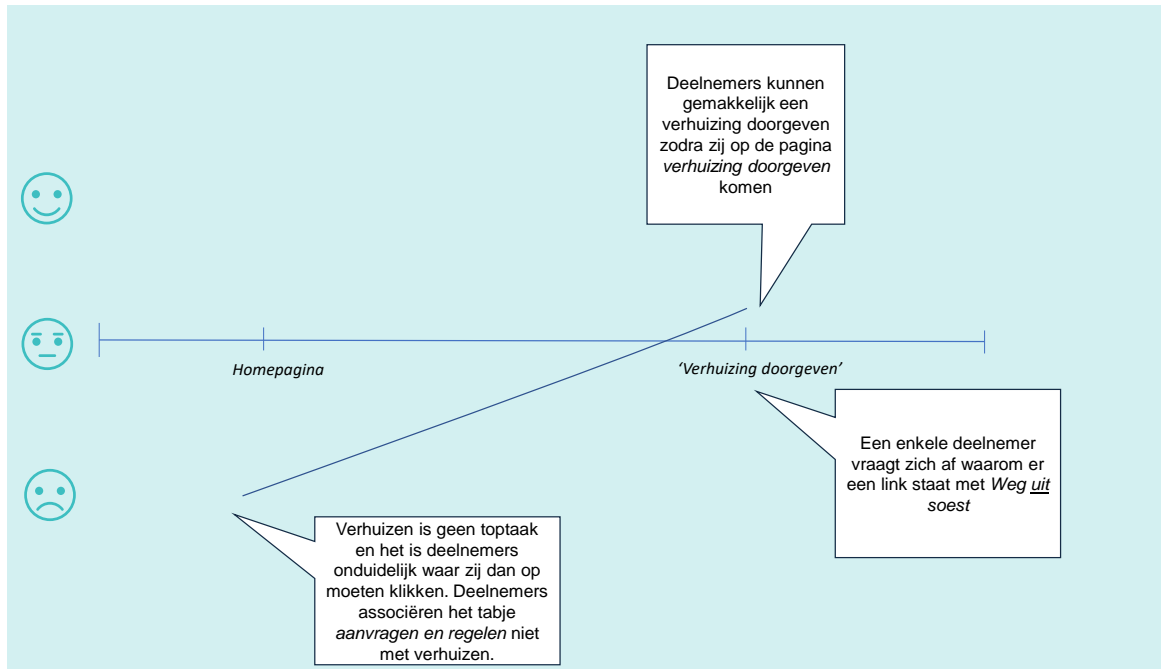 Deelnemers kunnen
gemakkelijk een
verhuizing doorgeven
zodra zij op de pagina
verhuizing doorgeven
komen
Homepagina
‘Verhuizing doorgeven’
Een enkele deelnemer
vraagt zich af waarom er
een link staat met Weg uit
soest
Verhuizen is geen toptaak
en het is deelnemers
onduidelijk waar zij dan op
moeten klikken. Deelnemers
associëren het tabje
aanvragen en regelen niet
met verhuizen.